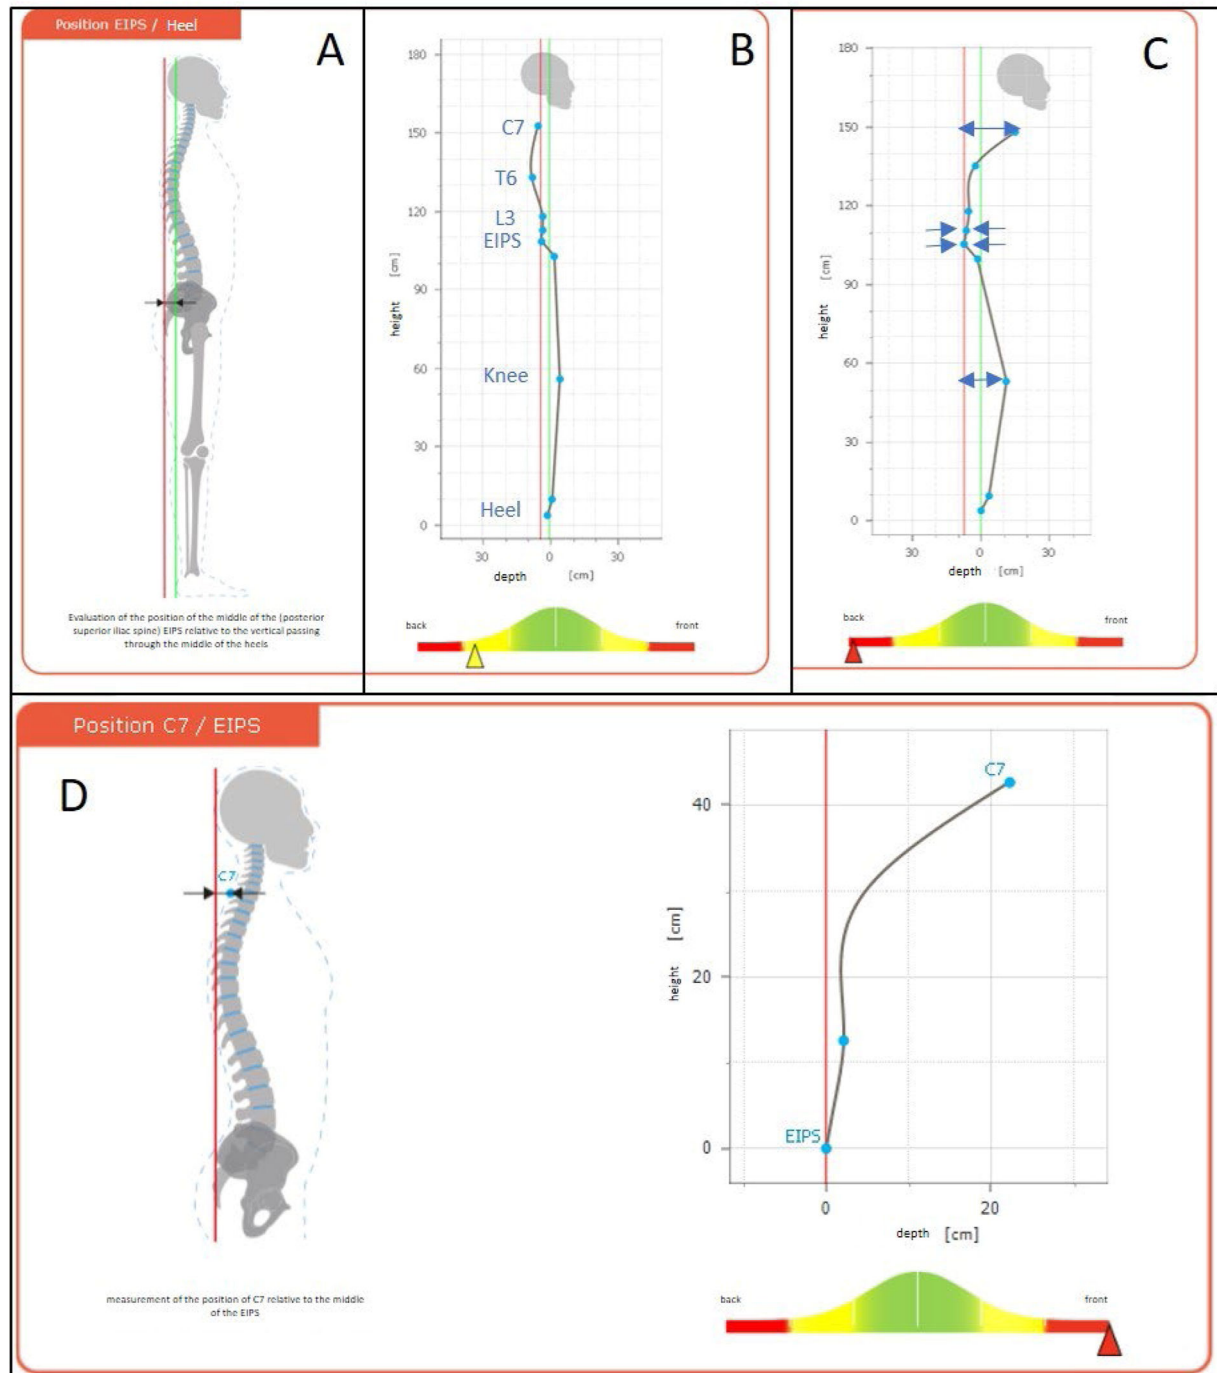 Position EIPS / Heel
A
Evaluation of the position of the middle of the (posterior
superior iliac spine) EIPS relative to the vertical passing
through the middle of the heels
B
180
150
120
90
60
30
0
height [cm]
C7
T6
L3
EIPS
Knee
Heel
30 0 30
depth [cm]
back front
C
180
150
120
90
60
30
0
height [cm]
30 0 30
depth [cm]
back front
Position C7 / EIPS
D
C7
measurement of the position of C7 relative to the middle
of the EIPS
C7
40
20
0
height [cm]
EIPS
0 20
depth [cm]
back front